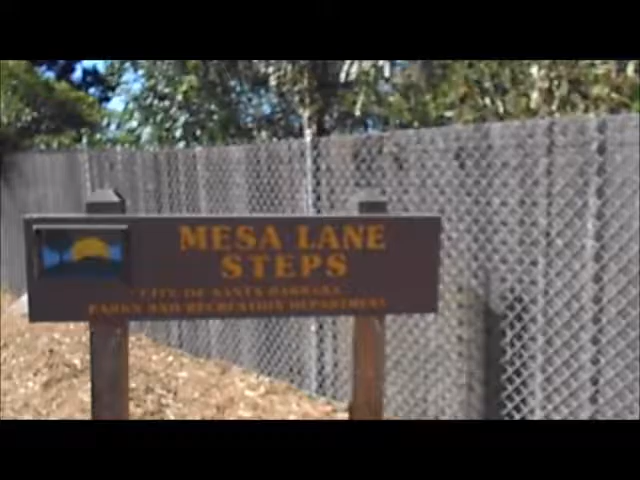 MESA LANE
STEPS
CITY OF SANTA BARBARA
PARKS AND RECREATION DEPARTMENT